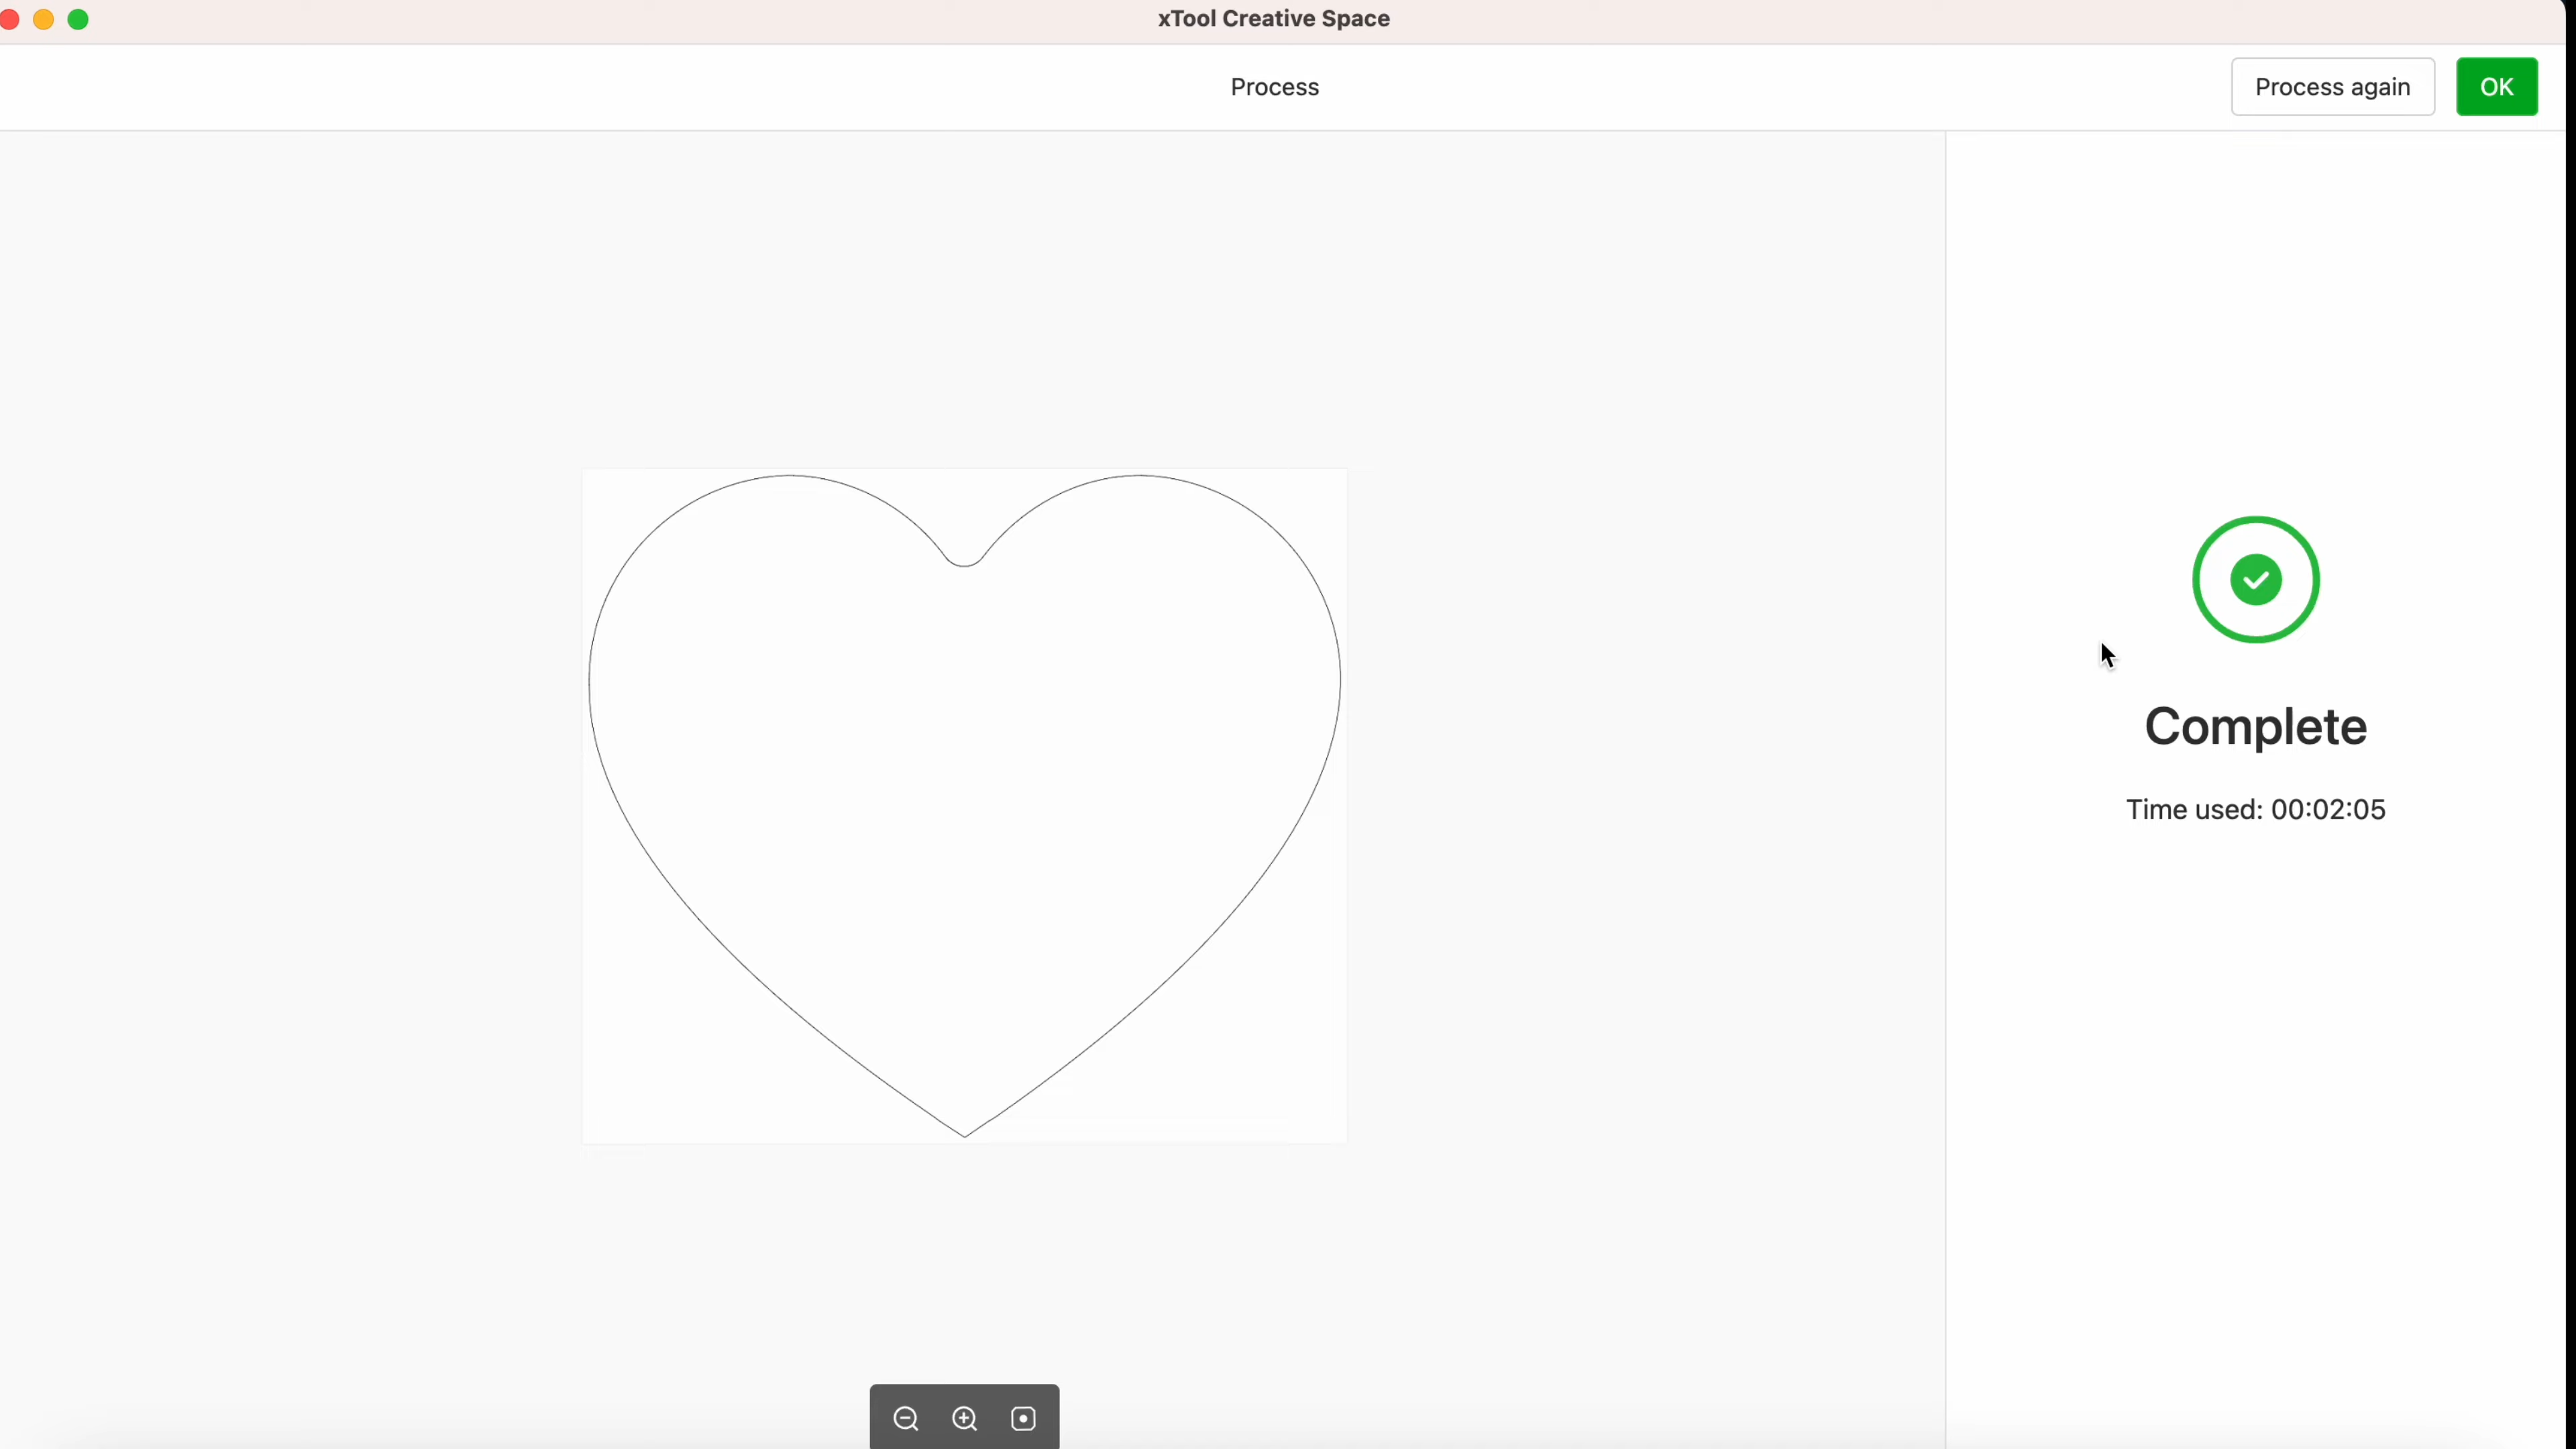 xTool Creative Space
Process
Process again
OK
Complete
Time used: 00:02:05